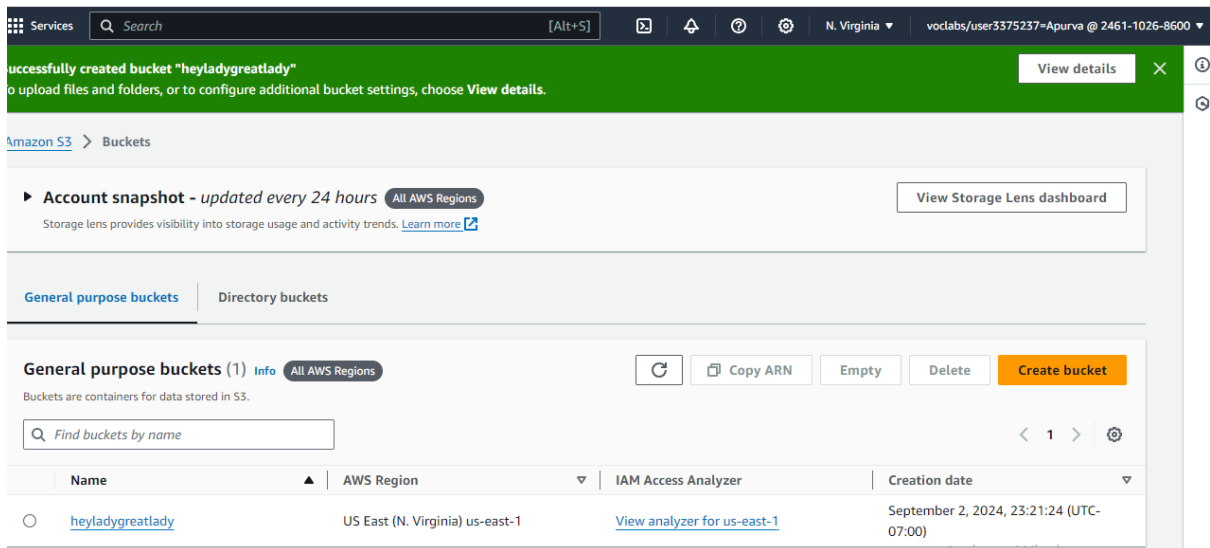 Services Search [Alt+S] N. Virginia ▼ voclabs/user3375237=Apurva @ 2461-1026-8600 ▼
uccessfully created bucket "heyladygreatlady"
o upload files and folders, or to configure additional bucket settings, choose View details.
View details
Amazon S3 > Buckets
Account snapshot - updated every 24 hours All AWS Regions
View Storage Lens dashboard
Storage lens provides visibility into storage usage and activity trends. Learn more
General purpose buckets Directory buckets
General purpose buckets (1) Info All AWS Regions
Copy ARN Empty Delete Create bucket
Buckets are containers for data stored in S3.
Find buckets by name
< 1 >
Name AWS Region IAM Access Analyzer Creation date
heyladygreatlady US East (N. Virginia) us-east-1 View analyzer for us-east-1 September 2, 2024, 23:21:24 (UTC-
07:00)